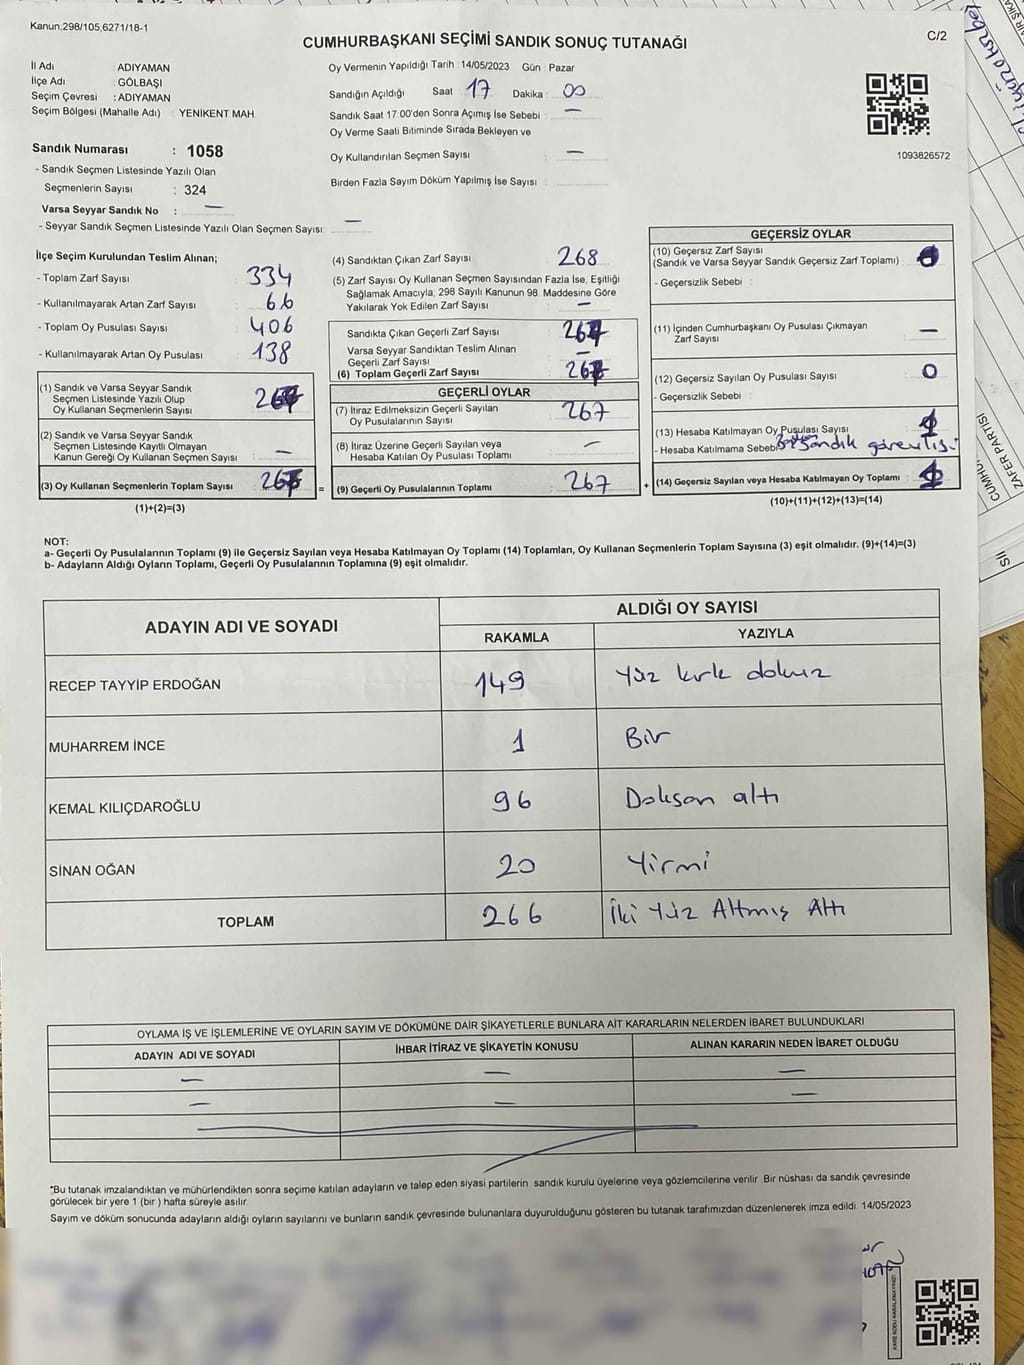 Kanun;298/105,6271/18-1
C/2
CUMHURBAŞKANI SEÇİMİ SANDIK SONUÇ TUTANAĞI
İl Adı ADIYAMAN
İlçe Adı : GÖLBAŞI
Seçim Çevresi : ADIYAMAN
Seçim Bölgesi (Mahalle Adı) : YENİKENT MAH.
Sandık Numarası : 1058
- Sandık Seçmen Listesinde Yazılı Olan
Seçmenlerin Sayısı : 324
Varsa Seyyar Sandık No : —
- Seyyar Sandık Seçmen Listesinde Yazılı Olan Seçmen Sayısı: —
Oy Vermenin Yapıldığı Tarih : 14/05/2023 Gün : Pazar
Sandığın Açıldığı Saat 17 Dakika 00
Sandık Saat 17:00'den Sonra Açımış İse Sebebi : —
Oy Verme Saati Bitiminde Sırada Bekleyen ve
Oy Kullandırılan Seçmen Sayısı : —
Birden Fazla Sayım Döküm Yapılmış İse Sayısı :
1093826572
İlçe Seçim Kurulundan Teslim Alınan;
- Toplam Zarf Sayısı : 334
- Kullanılmayarak Artan Zarf Sayısı : 66
- Toplam Oy Pusulası Sayısı : 406
- Kullanılmayarak Artan Oy Pusulası : 138
(1) Sandık ve Varsa Seyyar Sandık
Seçmen Listesinde Yazılı Olup
Oy Kullanan Seçmenlerin Sayısı
(2) Sandık ve Varsa Seyyar Sandık
Seçmen Listesinde Kayıtlı Olmayan
Kanun Gereği Oy Kullanan Seçmen Sayısı : —
(3) Oy Kullanan Seçmenlerin Toplam Sayısı
(1)+(2)=(3)
(4) Sandıktan Çıkan Zarf Sayısı : 268
(5) Zarf Sayısı Oy Kullanan Seçmen Sayısından Fazla İse, Eşitliği
Sağlamak Amacıyla, 298 Sayılı Kanunun 98. Maddesine Göre
Yakılarak Yok Edilen Zarf Sayısı : —
Sandıkta Çıkan Geçerli Zarf Sayısı : 267
Varsa Seyyar Sandıktan Teslim Alınan
Geçerli Zarf Sayısı : —
(6) Toplam Geçerli Zarf Sayısı : 267
GEÇERLİ OYLAR
(7) İtiraz Edilmeksizin Geçerli Sayılan
Oy Pusulalarının Sayısı : 267
(8) İtiraz Üzerine Geçerli Sayılan veya
Hesaba Katılan Oy Pusulası Toplamı : —
= (9) Geçerli Oy Pusulalarının Toplamı : 267
GEÇERSİZ OYLAR
(10) Geçersiz Zarf Sayısı
(Sandık ve Varsa Seyyar Sandık Geçersiz Zarf Toplamı) :
- Geçersizlik Sebebi :
(11) İçinden Cumhurbaşkanı Oy Pusulası Çıkmayan
Zarf Sayısı : —
(12) Geçersiz Sayılan Oy Pusulası Sayısı : 0
- Geçersizlik Sebebi :
(13) Hesaba Katılmayan Oy Pusulası Sayısı
- Hesaba Katılmama Sebebi Sandık görevlisi
+ (14) Geçersiz Sayılan veya Hesaba Katılmayan Oy Toplamı :
(10)+(11)+(12)+(13)=(14)
NOT:
a- Geçerli Oy Pusulalarının Toplamı (9) ile Geçersiz Sayılan veya Hesaba Katılmayan Oy Toplamı (14) Toplamları, Oy Kullanan Seçmenlerin Toplam Sayısına (3) eşit olmalıdır. (9)+(14)=(3)
b- Adayların Aldığı Oyların Toplamı, Geçerli Oy Pusulalarının Toplamına (9) eşit olmalıdır.
ADAYIN ADI VE SOYADI
ALDIĞI OY SAYISI
RAKAMLA YAZIYLA
RECEP TAYYİP ERDOĞAN 149 Yüz kırk dokuz
MUHARREM İNCE 1 Bir
KEMAL KILIÇDAROĞLU 96 Doksan altı
SİNAN OĞAN 20 Yirmi
TOPLAM 266 İki Yüz Altmış Altı
OYLAMA İŞ VE İŞLEMLERİNE VE OYLARIN SAYIM VE DÖKÜMÜNE DAİR ŞİKAYETLERLE BUNLARA AİT KARARLARIN NELERDEN İBARET BULUNDUKLARI
ADAYIN ADI VE SOYADI İHBAR İTİRAZ VE ŞİKAYETİN KONUSU ALINAN KARARIN NEDEN İBARET OLDUĞU
— — —
— — —
*Bu tutanak imzalandıktan ve mühürlendikten sonra seçime katılan adayların ve talep eden siyasi partilerin sandık kurulu üyelerine veya gözlemcilerine verilir. Bir nüshası da sandık çevresinde
görülecek bir yere 1 (bir) hafta süreyle asılır.
Sayım ve döküm sonucunda adayların aldığı oyların sayılarını ve bunların sandık çevresinde bulunanlara duyurulduğunu gösteren bu tutanak tarafımızdan düzenlenerek imza edildi. 14/05/2023
KARE KODU KARALAMAYINIZ!
ZAFER PARTİSİ